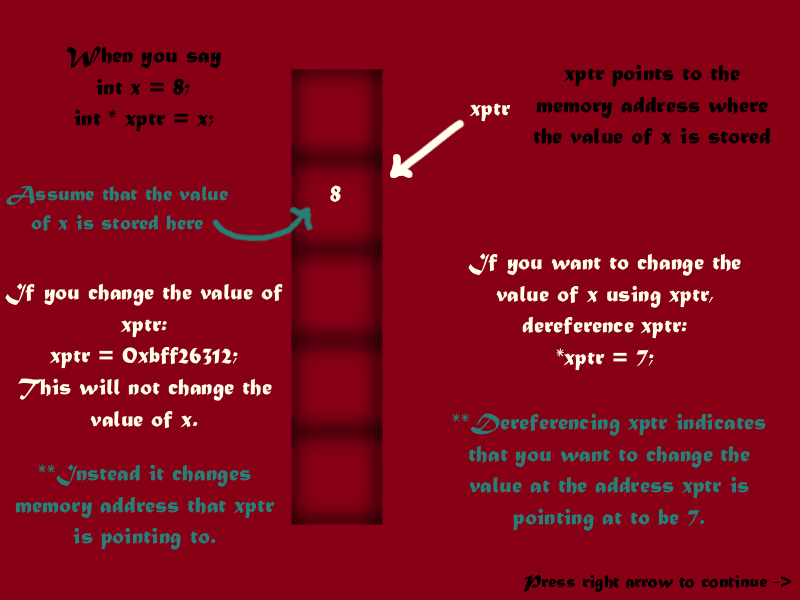 When you say
int x = 8;
int * xptr = x;
Assume that the value
of x is stored here
If you change the value of
xptr:
xptr = 0xbff26312;
This will not change the
value of x.
**Instead it changes
memory address that xptr
is pointing to.
8
xptr
xptr points to the
memory address where
the value of x is stored
If you want to change the
value of x using xptr,
dereference xptr:
*xptr = 7;
**Dereferencing xptr indicates
that you want to change the
value at the address xptr is
pointing at to be 7.
Press right arrow to continue ->